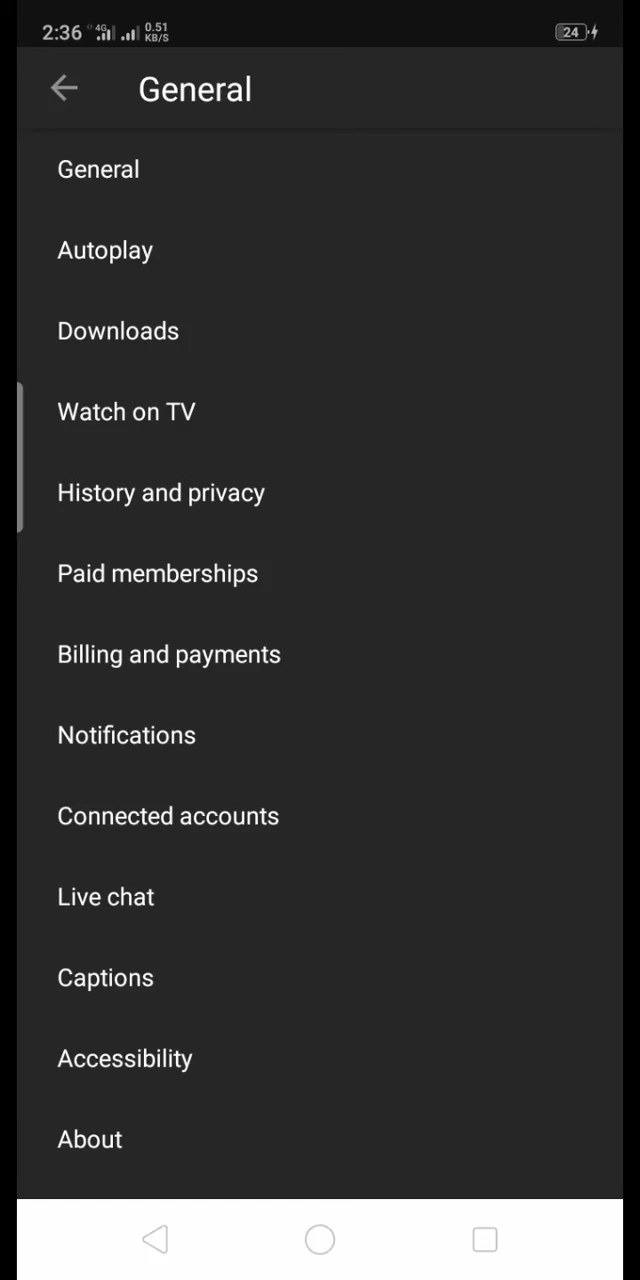 2:36 4G 0.51 KB/S 24
General
General
Autoplay
Downloads
Watch on TV
History and privacy
Paid memberships
Billing and payments
Notifications
Connected accounts
Live chat
Captions
Accessibility
About